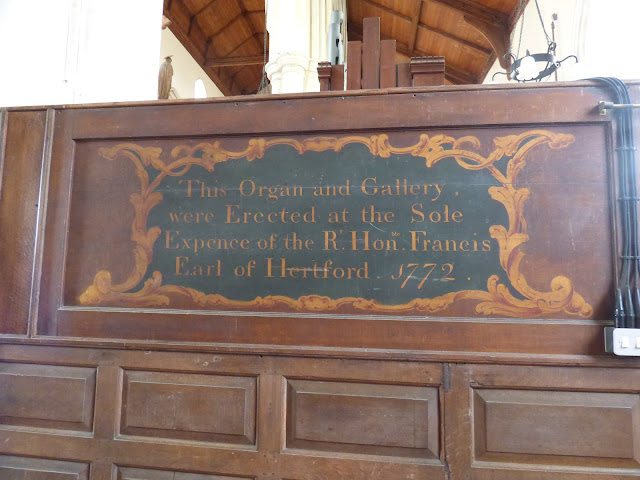 This Organ and Gallery.
were Erected at the Sole
Expence of the Rt. Honble. Francis
Earl of Hertford. 1772.